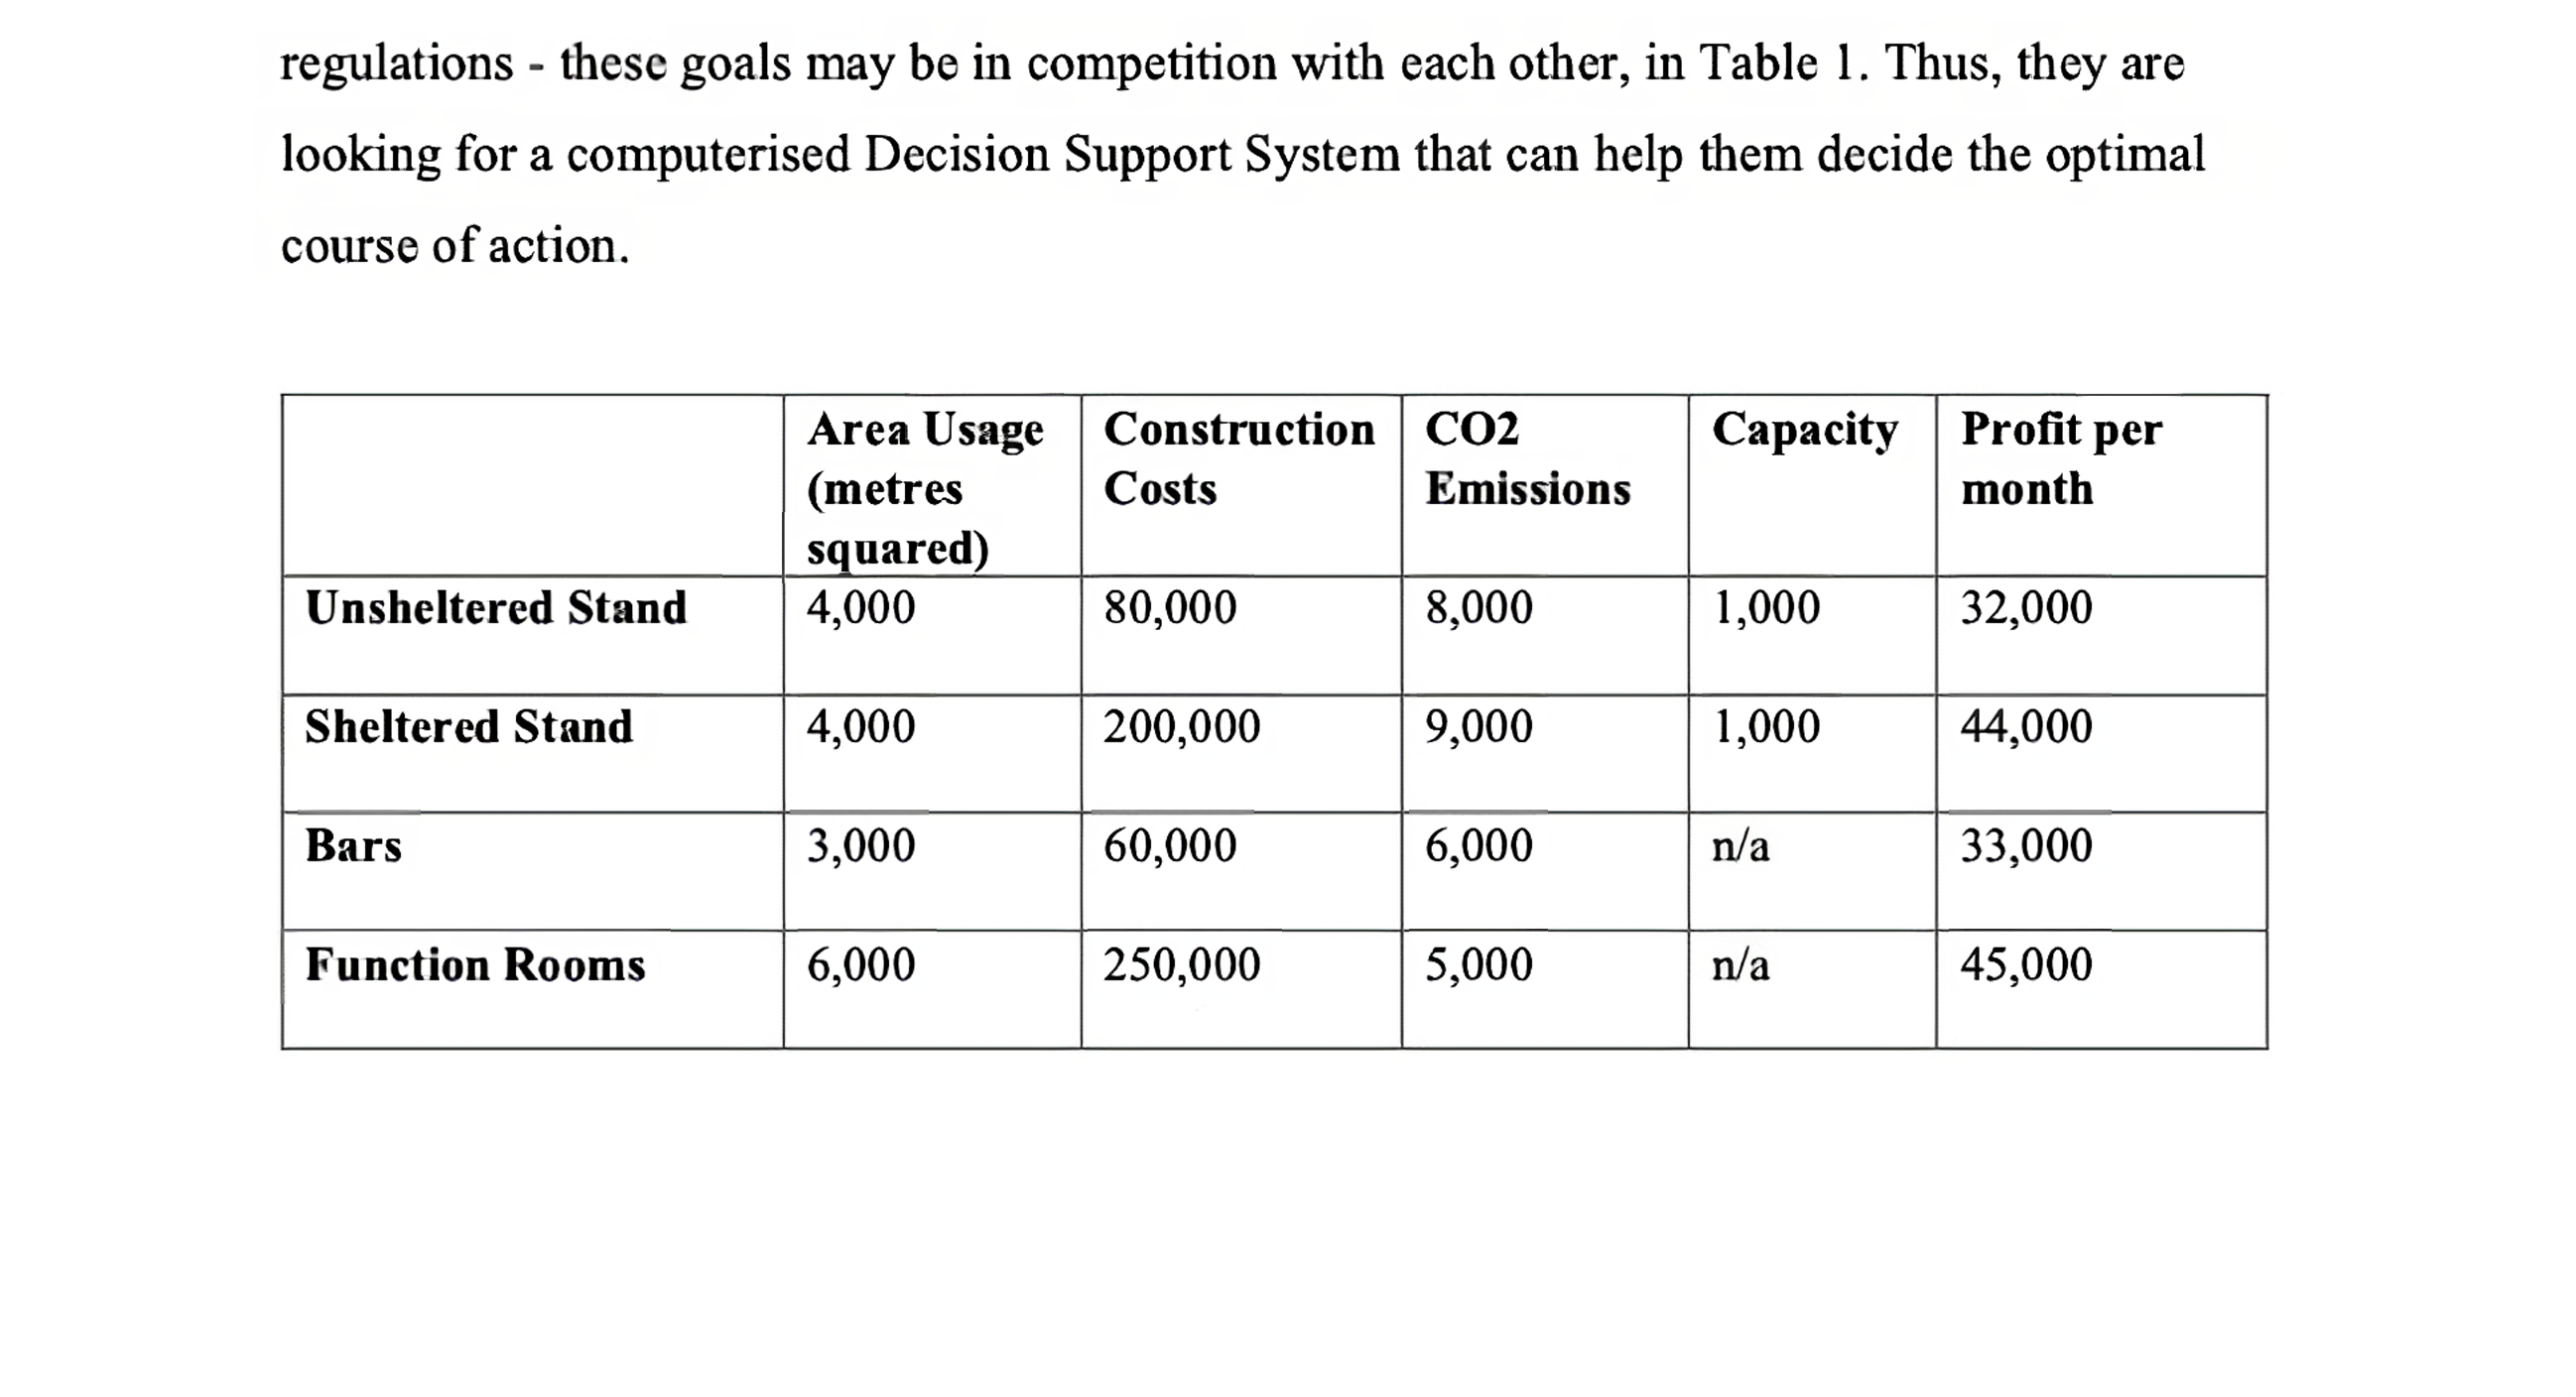 regulations - these goals may be in competition with each other, in Table 1. Thus, they are
looking for a computerised Decision Support System that can help them decide the optimal
course of action.
Area Usage (metres squared) Construction Costs CO2 Emissions Capacity Profit per month
Unsheltered Stand 4,000 80,000 8,000 1,000 32,000
Sheltered Stand 4,000 200,000 9,000 1,000 44,000
Bars 3,000 60,000 6,000 n/a 33,000
Function Rooms 6,000 250,000 5,000 n/a 45,000